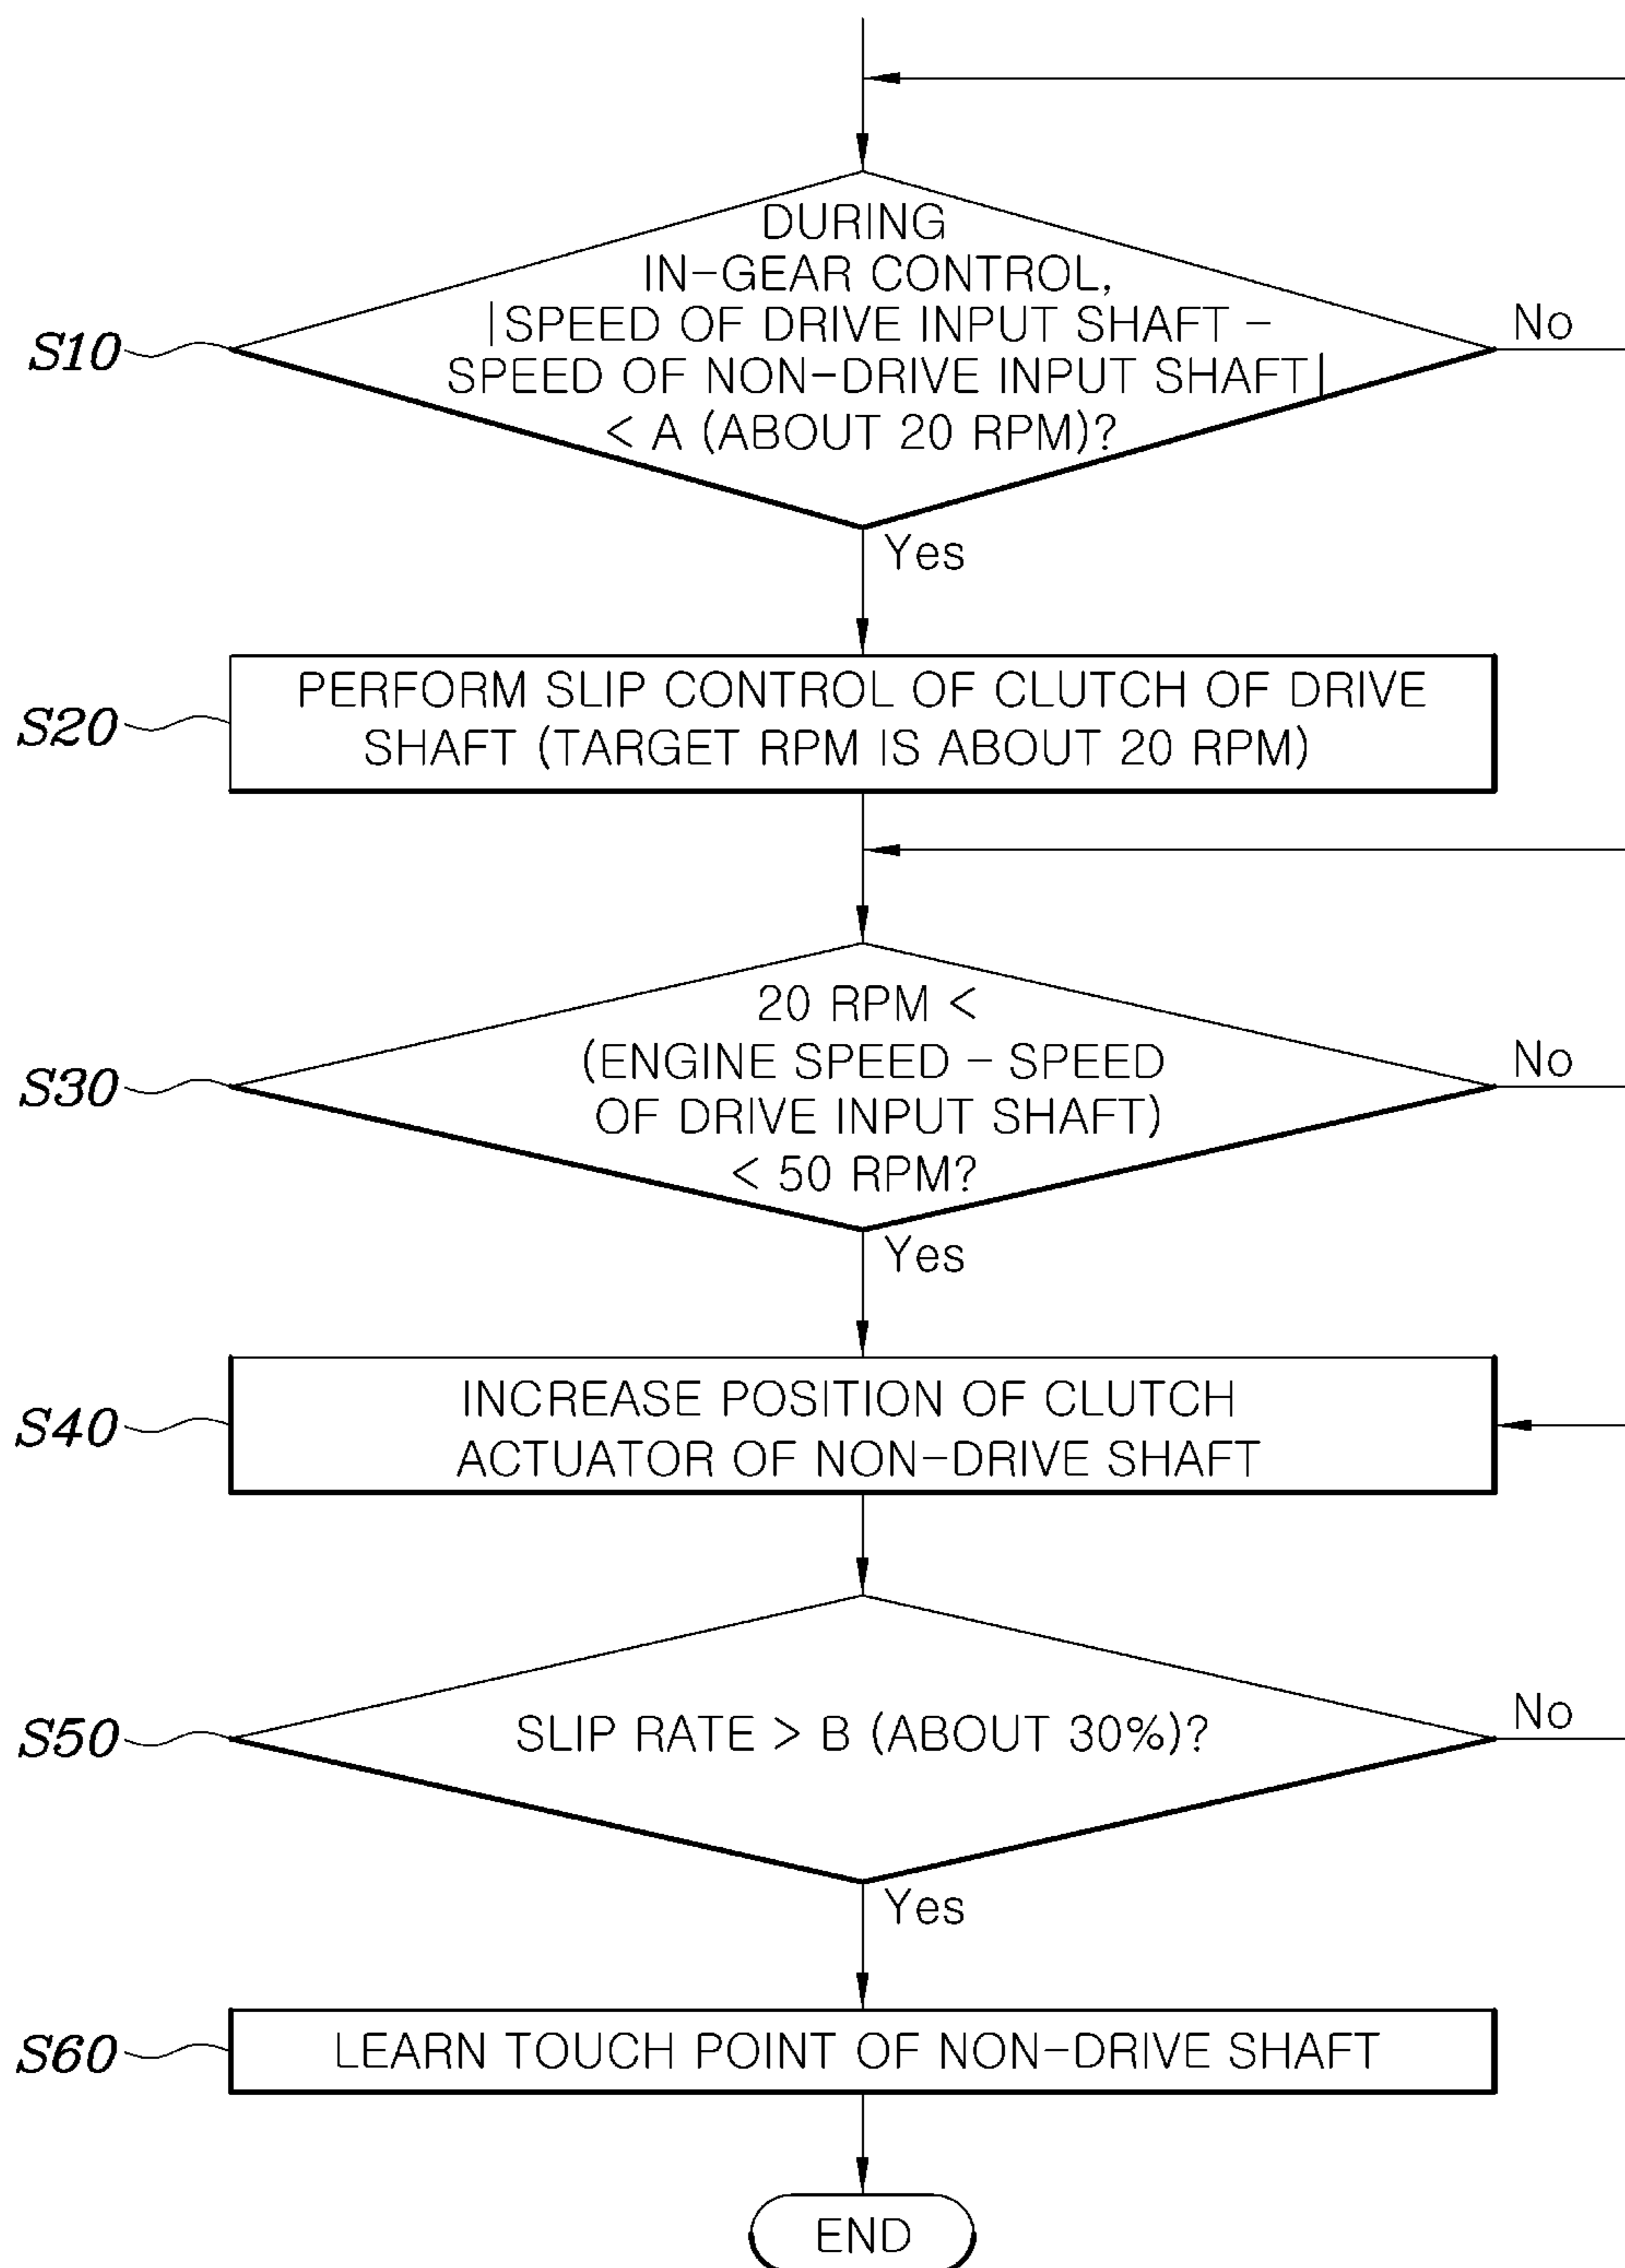 DURING
IN-GEAR CONTROL,
|SPEED OF DRIVE INPUT SHAFT -
SPEED OF NON-DRIVE INPUT SHAFT|
< A (ABOUT 20 RPM)?
S10
No
Yes
PERFORM SLIP CONTROL OF CLUTCH OF DRIVE
SHAFT (TARGET RPM IS ABOUT 20 RPM)
S20
20 RPM <
(ENGINE SPEED - SPEED
OF DRIVE INPUT SHAFT)
< 50 RPM?
S30
No
Yes
INCREASE POSITION OF CLUTCH
ACTUATOR OF NON-DRIVE SHAFT
S40
SLIP RATE > B (ABOUT 30%)?
S50
No
Yes
LEARN TOUCH POINT OF NON-DRIVE SHAFT
S60
END